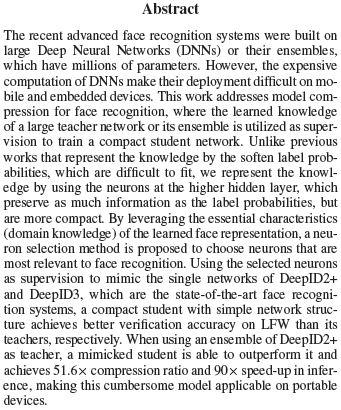 Abstract
The recent advanced face recognition systems were built on
large Deep Neural Networks (DNNs) or their ensembles,
which have millions of parameters. However, the expensive
computation of DNNs make their deployment difficult on mo-
bile and embedded devices. This work addresses model com-
pression for face recognition, where the learned knowledge
of a large teacher network or its ensemble is utilized as super-
vision to train a compact student network. Unlike previous
works that represent the knowledge by the soften label prob-
abilities, which are difficult to fit, we represent the knowl-
edge by using the neurons at the higher hidden layer, which
preserve as much information as the label probabilities, but
are more compact. By leveraging the essential characteristics
(domain knowledge) of the learned face representation, a neu-
ron selection method is proposed to choose neurons that are
most relevant to face recognition. Using the selected neurons
as supervision to mimic the single networks of DeepID2+
and DeepID3, which are the state-of-the-art face recogni-
tion systems, a compact student with simple network struc-
ture achieves better verification accuracy on LFW than its
teachers, respectively. When using an ensemble of DeepID2+
as teacher, a mimicked student is able to outperform it and
achieves 51.6× compression ratio and 90× speed-up in infer-
ence, making this cumbersome model applicable on portable
devices.